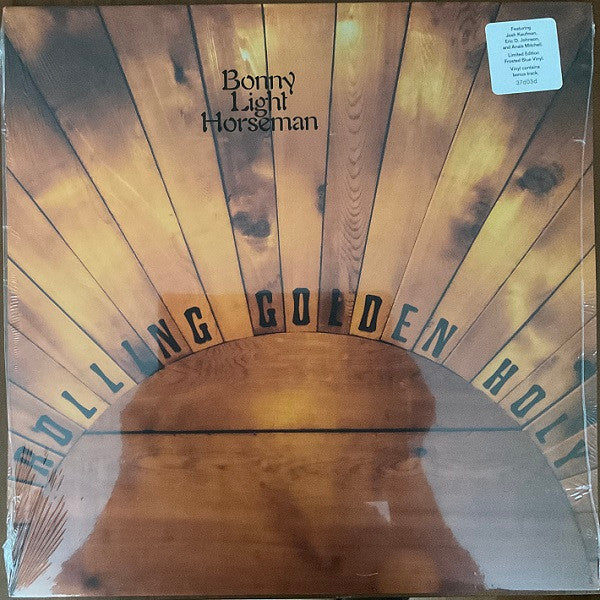 Bonny
Light
Horseman
Featuring
Josh Kaufman,
Eric D. Johnson,
and Anaïs Mitchell.
Limited Edition
Frosted Blue Vinyl.
Vinyl contains
bonus track.
37d03d
ROLLING GOLDEN HOLY